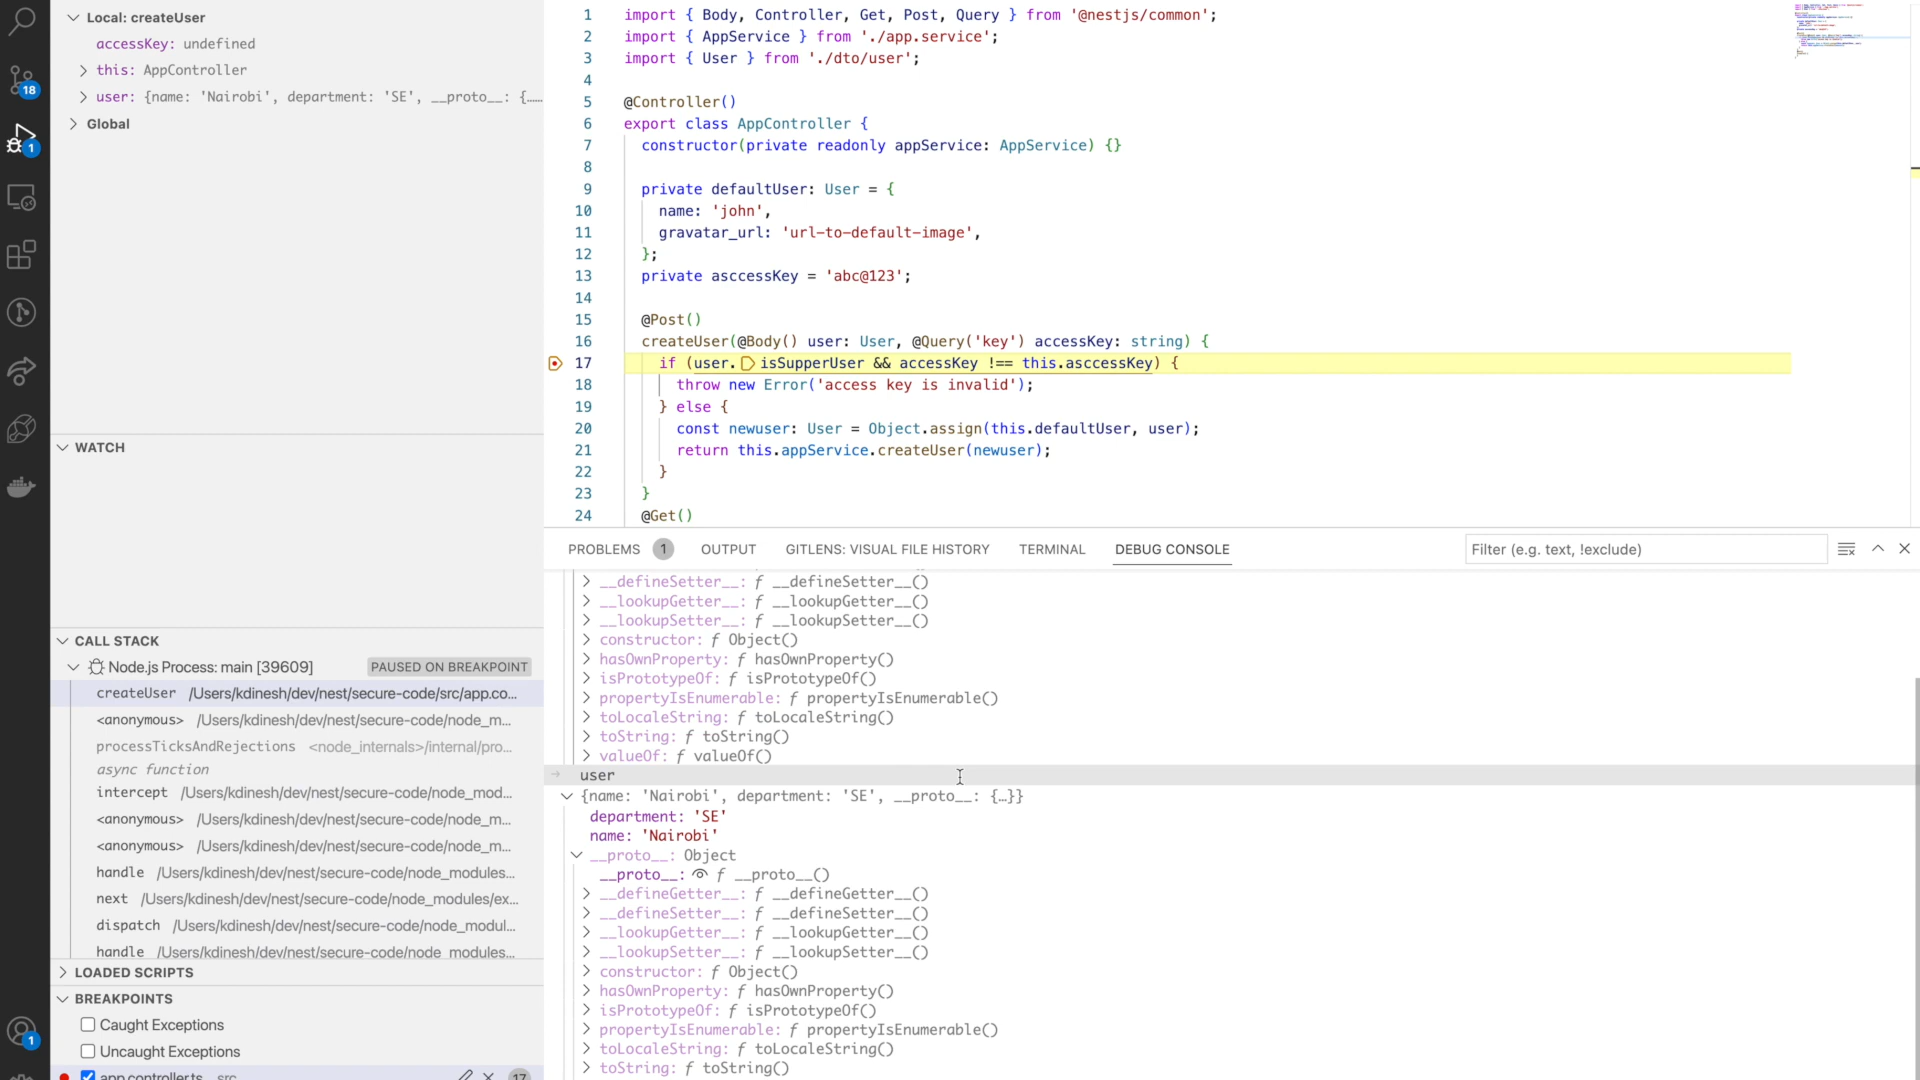 Local: createUser
accessKey: undefined
this: AppController
user: {name: 'Nairobi', department: 'SE', __proto__: {…...
Global
18
1
WATCH
CALL STACK
Node.js Process: main [39609] PAUSED ON BREAKPOINT
createUser /Users/kdinesh/dev/nest/secure-code/src/app.co...
<anonymous> /Users/kdinesh/dev/nest/secure-code/node_m...
processTicksAndRejections <node_internals>/internal/pro...
async function
intercept /Users/kdinesh/dev/nest/secure-code/node_mod...
<anonymous> /Users/kdinesh/dev/nest/secure-code/node_m...
<anonymous> /Users/kdinesh/dev/nest/secure-code/node_m...
handle /Users/kdinesh/dev/nest/secure-code/node_modules...
next /Users/kdinesh/dev/nest/secure-code/node_modules/ex...
dispatch /Users/kdinesh/dev/nest/secure-code/node_modul...
handle /Users/kdinesh/dev/nest/secure-code/node_modules...
LOADED SCRIPTS
BREAKPOINTS
Caught Exceptions
1
Uncaught Exceptions
app.controller.ts src 17
1 import { Body, Controller, Get, Post, Query } from '@nestjs/common';
2 import { AppService } from './app.service';
3 import { User } from './dto/user';
4
5 @Controller()
6 export class AppController {
7 constructor(private readonly appService: AppService) {}
8
9 private defaultUser: User = {
10 name: 'john',
11 gravatar_url: 'url-to-default-image',
12 };
13 private asccessKey = 'abc@123';
14
15 @Post()
16 createUser(@Body() user: User, @Query('key') accessKey: string) {
17 if (user. isSupperUser && accessKey !== this.asccessKey) {
18 throw new Error('access key is invalid');
19 } else {
20 const newuser: User = Object.assign(this.defaultUser, user);
21 return this.appService.createUser(newuser);
22 }
23 }
24 @Get()
PROBLEMS 1 OUTPUT GITLENS: VISUAL FILE HISTORY TERMINAL DEBUG CONSOLE Filter (e.g. text, !exclude)
__defineSetter__: ƒ __defineSetter__()
__lookupGetter__: ƒ __lookupGetter__()
__lookupSetter__: ƒ __lookupSetter__()
constructor: ƒ Object()
hasOwnProperty: ƒ hasOwnProperty()
isPrototypeOf: ƒ isPrototypeOf()
propertyIsEnumerable: ƒ propertyIsEnumerable()
toLocaleString: ƒ toLocaleString()
toString: ƒ toString()
valueOf: ƒ valueOf()
user
{name: 'Nairobi', department: 'SE', __proto__: {…}}
department: 'SE'
name: 'Nairobi'
__proto__: Object
__proto__: ƒ __proto__()
__defineGetter__: ƒ __defineGetter__()
__defineSetter__: ƒ __defineSetter__()
__lookupGetter__: ƒ __lookupGetter__()
__lookupSetter__: ƒ __lookupSetter__()
constructor: ƒ Object()
hasOwnProperty: ƒ hasOwnProperty()
isPrototypeOf: ƒ isPrototypeOf()
propertyIsEnumerable: ƒ propertyIsEnumerable()
toLocaleString: ƒ toLocaleString()
toString: ƒ toString()